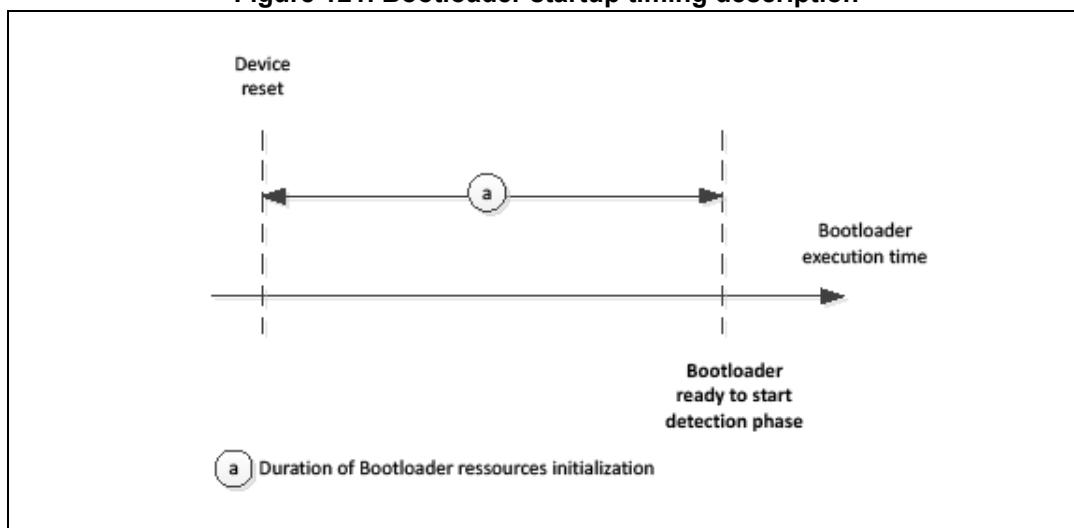 Figure 121. Bootloader startup timing description
Device
reset
a
Bootloader
execution time
Bootloader
ready to start
detection phase
a Duration of Bootloader ressources initialization